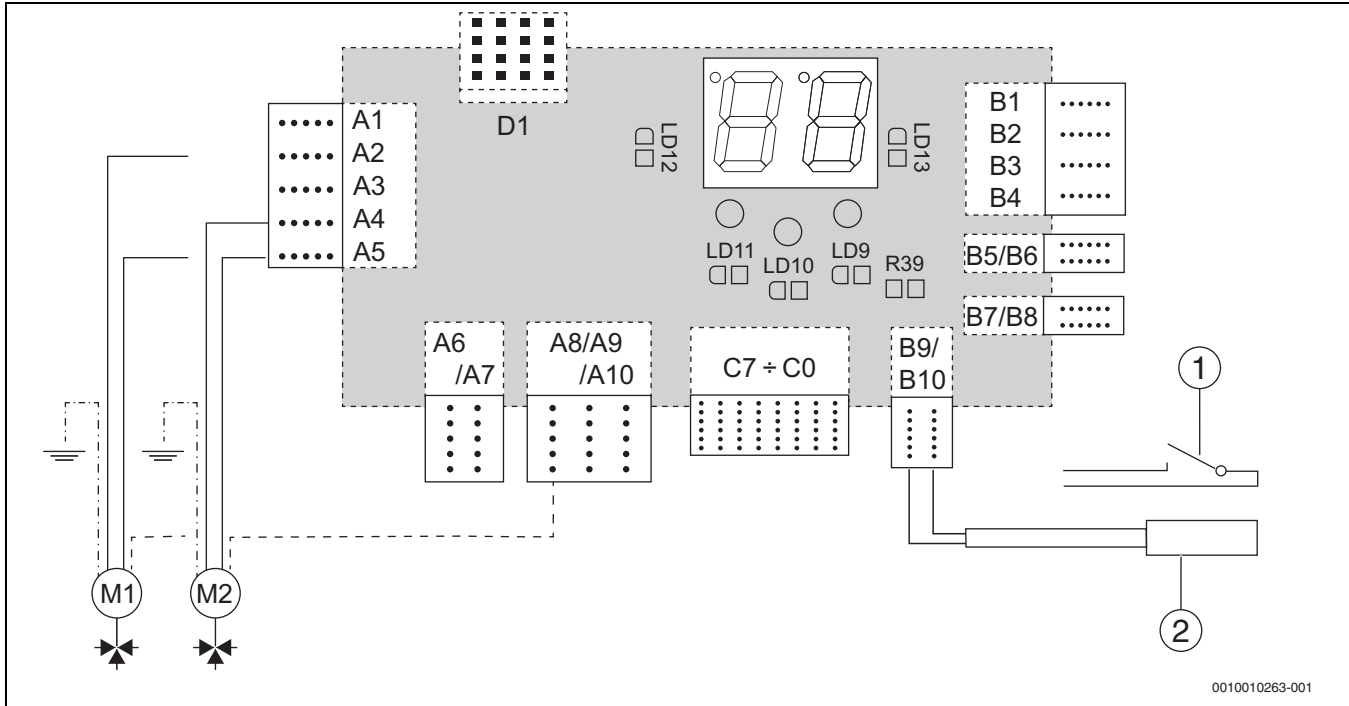 D1
A1
A2
A3
A4
A5
LD12
LD13
B1
B2
B3
B4
LD11
LD10
LD9
R39
B5/B6
B7/B8
A6
/A7
A8/A9
/A10
C7 ÷ C0
B9/
B10
1
M1
M2
2
0010010263-001